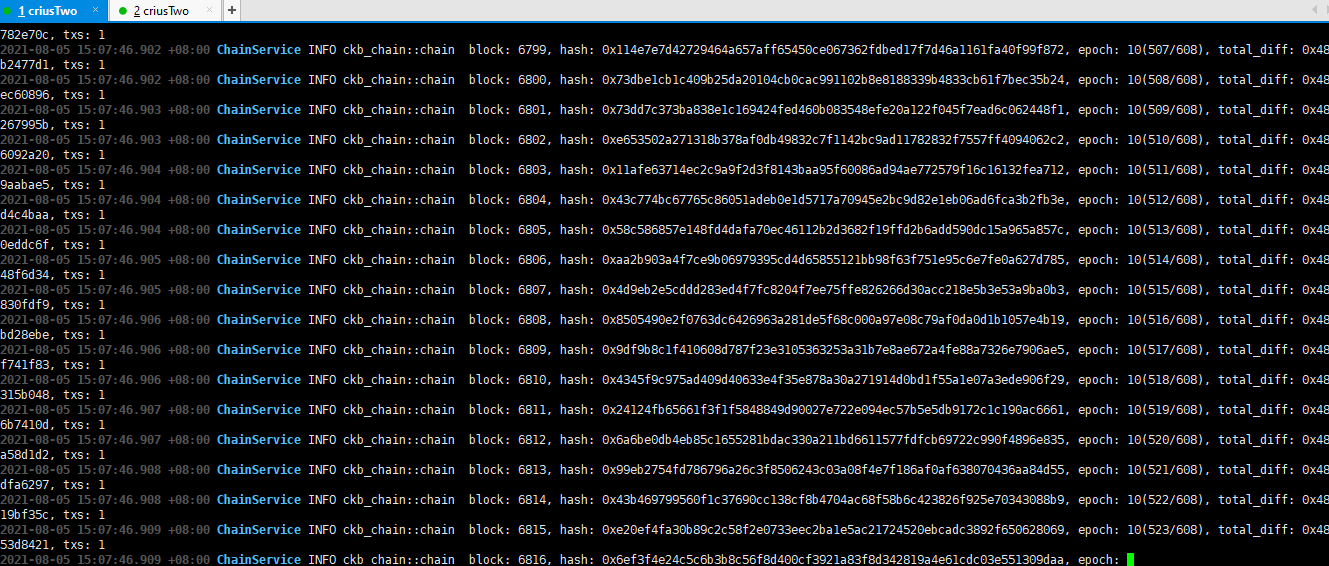 1 criusTwo × 2 criusTwo × +
782e70c, txs: 1
2021-08-05 15:07:46.902 +08:00 ChainService INFO ckb_chain::chain  block: 6799, hash: 0x114e7e7d42729464a657aff65450ce067362fdbed17f7d46a1161fa40f99f872, epoch: 10(507/608), total_diff: 0x48
b2477d1, txs: 1
2021-08-05 15:07:46.902 +08:00 ChainService INFO ckb_chain::chain  block: 6800, hash: 0x73dbe1cb1c409b25da20104cb0cac991102b8e8188339b4833cb61f7bec35b24, epoch: 10(508/608), total_diff: 0x48
ec60896, txs: 1
2021-08-05 15:07:46.903 +08:00 ChainService INFO ckb_chain::chain  block: 6801, hash: 0x73dd7c373ba838e1c169424fed460b083548efe20a122f045f7ead6c062448f1, epoch: 10(509/608), total_diff: 0x48
267995b, txs: 1
2021-08-05 15:07:46.903 +08:00 ChainService INFO ckb_chain::chain  block: 6802, hash: 0xe653502a271318b378af0db49832c7f1142bc9ad11782832f7557ff4094062c2, epoch: 10(510/608), total_diff: 0x48
6092a20, txs: 1
2021-08-05 15:07:46.904 +08:00 ChainService INFO ckb_chain::chain  block: 6803, hash: 0x11afe63714ec2c9a9f2d3f8143baa95f60086ad94ae772579f16c16132fea712, epoch: 10(511/608), total_diff: 0x48
9aabae5, txs: 1
2021-08-05 15:07:46.904 +08:00 ChainService INFO ckb_chain::chain  block: 6804, hash: 0x43c774bc67765c86051adeb0e1d5717a70945e2bc9d82e1eb06ad6fca3b2fb3e, epoch: 10(512/608), total_diff: 0x48
d4c4baa, txs: 1
2021-08-05 15:07:46.904 +08:00 ChainService INFO ckb_chain::chain  block: 6805, hash: 0x58c586857e148fd4dafa70ec46112b2d3682f19ffd2b6add590dc15a965a857c, epoch: 10(513/608), total_diff: 0x48
0eddc6f, txs: 1
2021-08-05 15:07:46.905 +08:00 ChainService INFO ckb_chain::chain  block: 6806, hash: 0xaa2b903a4f7ce9b06979395cd4d65855121bb98f63f751e95c6e7fe0a627d785, epoch: 10(514/608), total_diff: 0x48
48f6d34, txs: 1
2021-08-05 15:07:46.905 +08:00 ChainService INFO ckb_chain::chain  block: 6807, hash: 0x4d9eb2e5cddd283ed4f7fc8204f7ee75ffe826266d30acc218e5b3e53a9ba0b3, epoch: 10(515/608), total_diff: 0x48
830fdf9, txs: 1
2021-08-05 15:07:46.906 +08:00 ChainService INFO ckb_chain::chain  block: 6808, hash: 0x8505490e2f0763dc6426963a281de5f68c000a97e08c79af0da0d1b1057e4b19, epoch: 10(516/608), total_diff: 0x48
bd28ebe, txs: 1
2021-08-05 15:07:46.906 +08:00 ChainService INFO ckb_chain::chain  block: 6809, hash: 0x9df9b8c1f410608d787f23e3105363253a31b7e8ae672a4fe88a7326e7906ae5, epoch: 10(517/608), total_diff: 0x48
f741f83, txs: 1
2021-08-05 15:07:46.906 +08:00 ChainService INFO ckb_chain::chain  block: 6810, hash: 0x4345f9c975ad409d40633e4f35e878a30a271914d0bd1f55a1e07a3ede906f29, epoch: 10(518/608), total_diff: 0x48
315b048, txs: 1
2021-08-05 15:07:46.907 +08:00 ChainService INFO ckb_chain::chain  block: 6811, hash: 0x24124fb65661f3f1f5848849d90027e722e094ec57b5e5db9172c1c190ac6661, epoch: 10(519/608), total_diff: 0x48
6b7410d, txs: 1
2021-08-05 15:07:46.907 +08:00 ChainService INFO ckb_chain::chain  block: 6812, hash: 0x6a6be0db4eb85c1655281bdac330a211bd6611577fdfcb69722c990f4896e835, epoch: 10(520/608), total_diff: 0x48
a58d1d2, txs: 1
2021-08-05 15:07:46.908 +08:00 ChainService INFO ckb_chain::chain  block: 6813, hash: 0x99eb2754fd786796a26c3f8506243c03a08f4e7f186af0af638070436aa84d55, epoch: 10(521/608), total_diff: 0x48
dfa6297, txs: 1
2021-08-05 15:07:46.908 +08:00 ChainService INFO ckb_chain::chain  block: 6814, hash: 0x43b469799560f1c37690cc138cf8b4704ac68f58b6c423826f925e70343088b9, epoch: 10(522/608), total_diff: 0x48
19bf35c, txs: 1
2021-08-05 15:07:46.909 +08:00 ChainService INFO ckb_chain::chain  block: 6815, hash: 0xe20ef4fa30b89c2c58f2e0733eec2ba1e5ac21724520ebcadc3892f650628069, epoch: 10(523/608), total_diff: 0x48
53d8421, txs: 1
2021-08-05 15:07:46.909 +08:00 ChainService INFO ckb_chain::chain  block: 6816, hash: 0x6ef3f4e24c5c6b3b8c56f8d400cf3921a83f8d342819a4e61cdc03e551309daa, epoch: